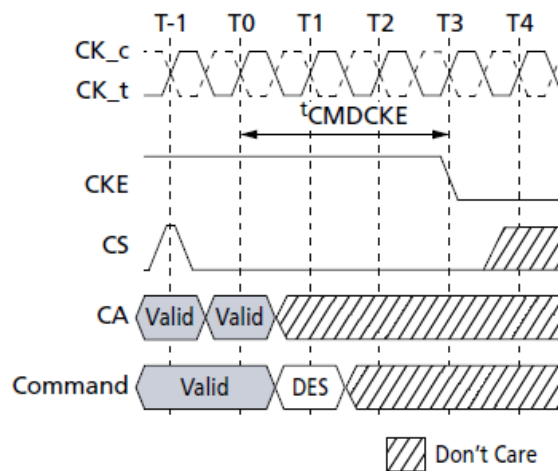 T-1 T0 T1 T2 T3 T4
CK_c
CK_t
tCMDCKE
CKE
CS
CA Valid Valid
Command Valid DES
Don't Care